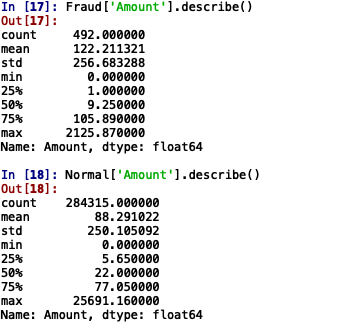 In [17]: Fraud['Amount'].describe()
Out[17]:
count     492.000000
mean      122.211321
std       256.683288
min         0.000000
25%         1.000000
50%         9.250000
75%       105.890000
max      2125.870000
Name: Amount, dtype: float64
In [18]: Normal['Amount'].describe()
Out[18]:
count    284315.000000
mean         88.291022
std         250.105092
min           0.000000
25%           5.650000
50%          22.000000
75%          77.050000
max       25691.160000
Name: Amount, dtype: float64